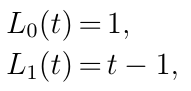 L₀(t) = 1,
L₁(t) = t − 1,